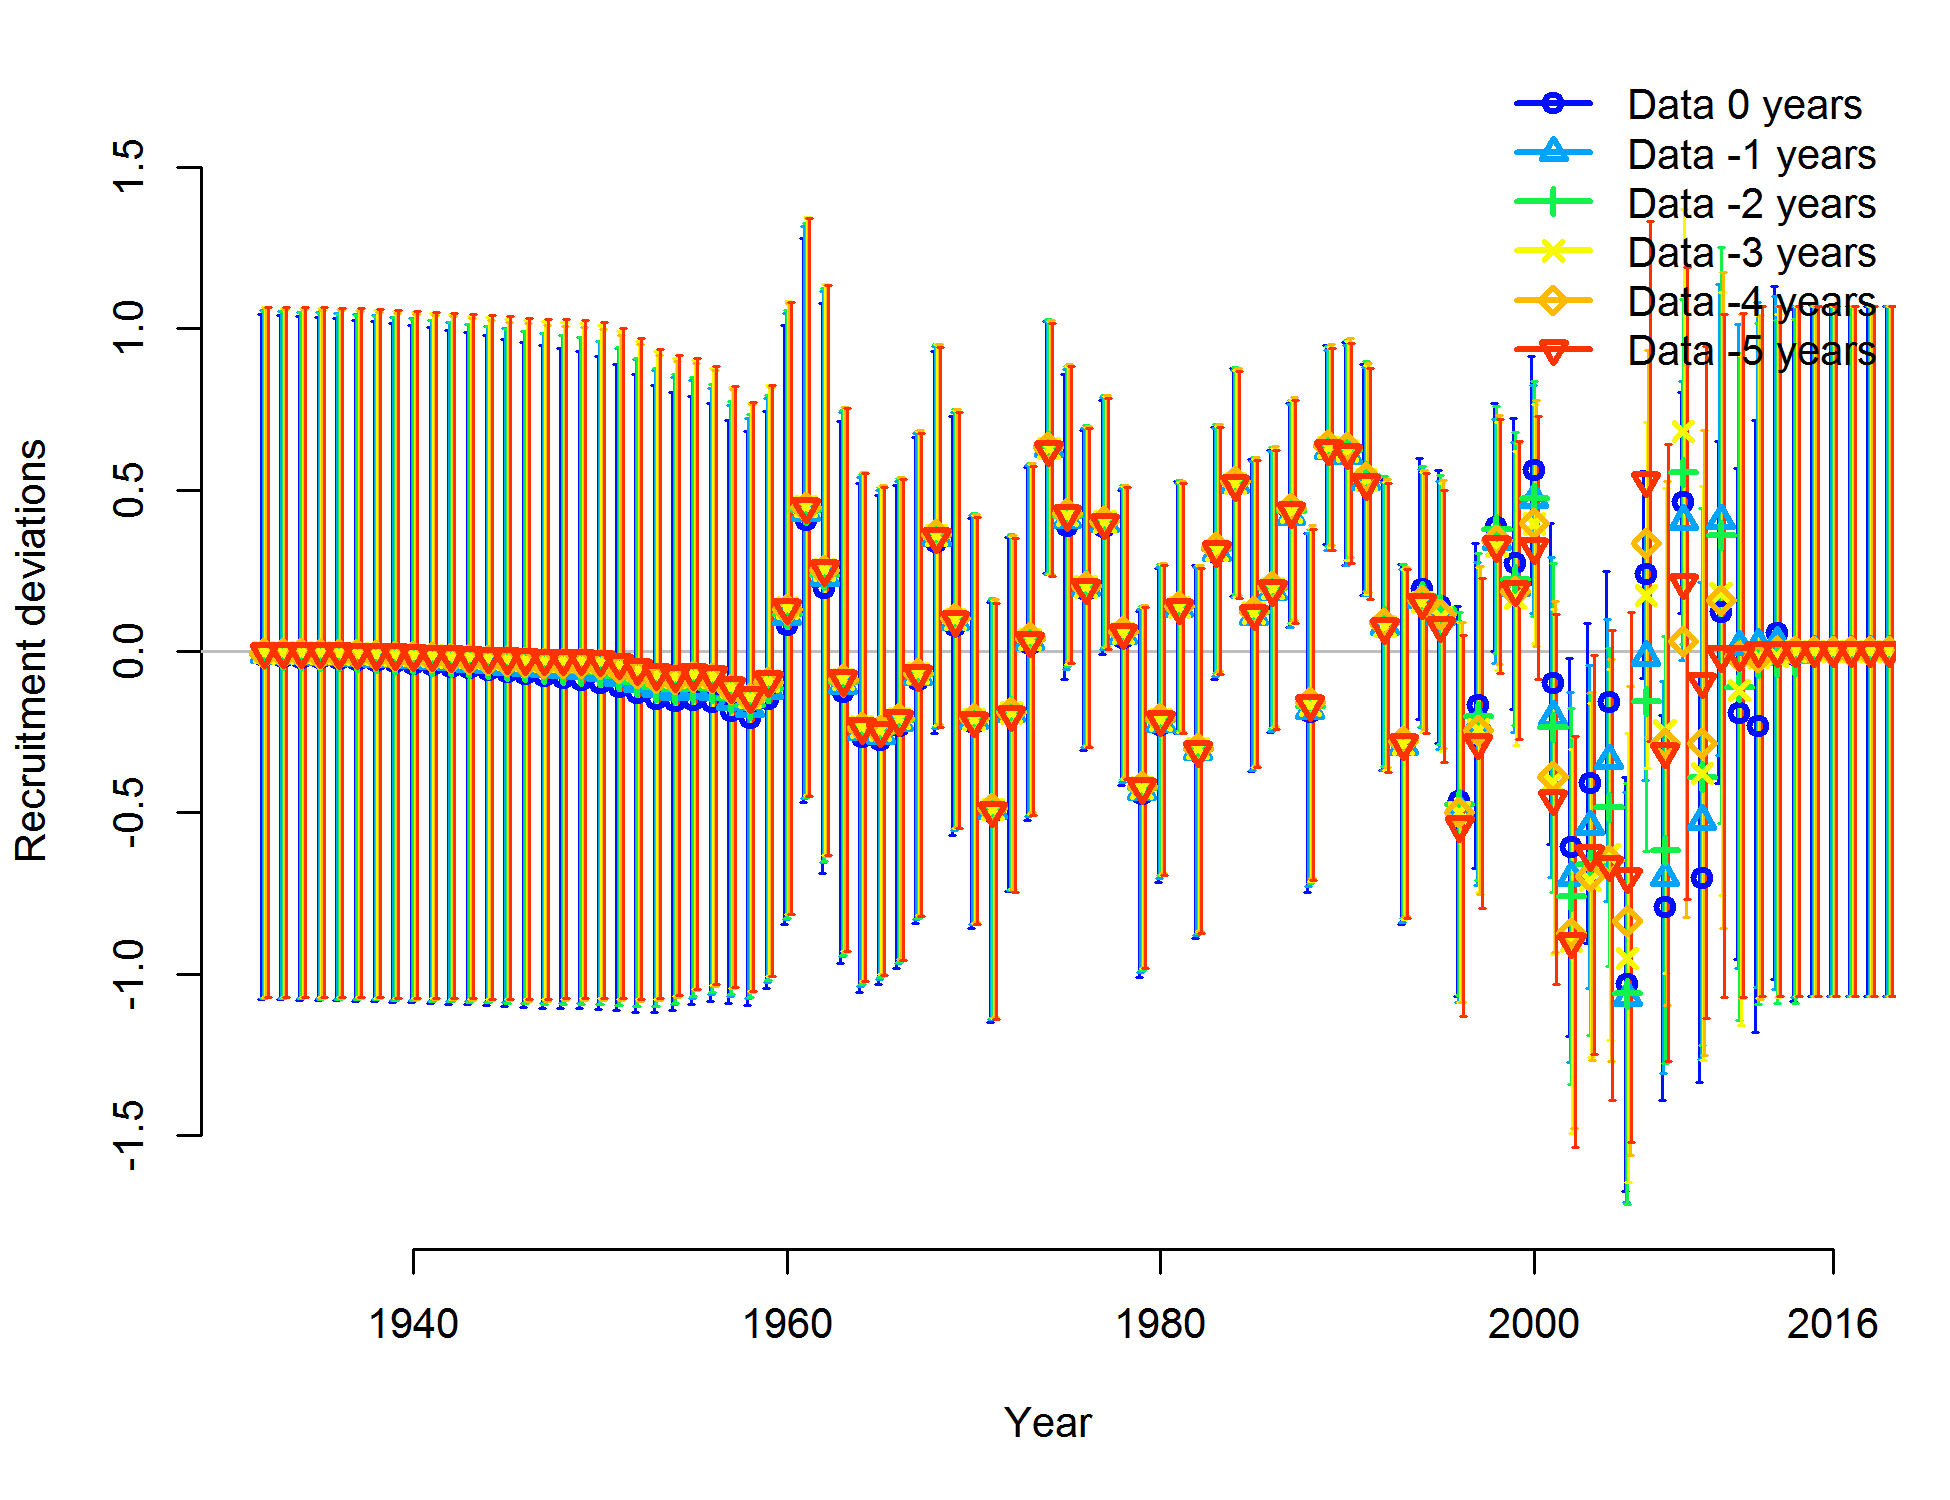 Data 0 years
Data -1 years
Data -2 years
Data -3 years
Data -4 years
Data -5 years
Recruitment deviations
1.5
1.0
0.5
0.0
-0.5
-1.0
-1.5
1940
1960
1980
2000
2016
Year